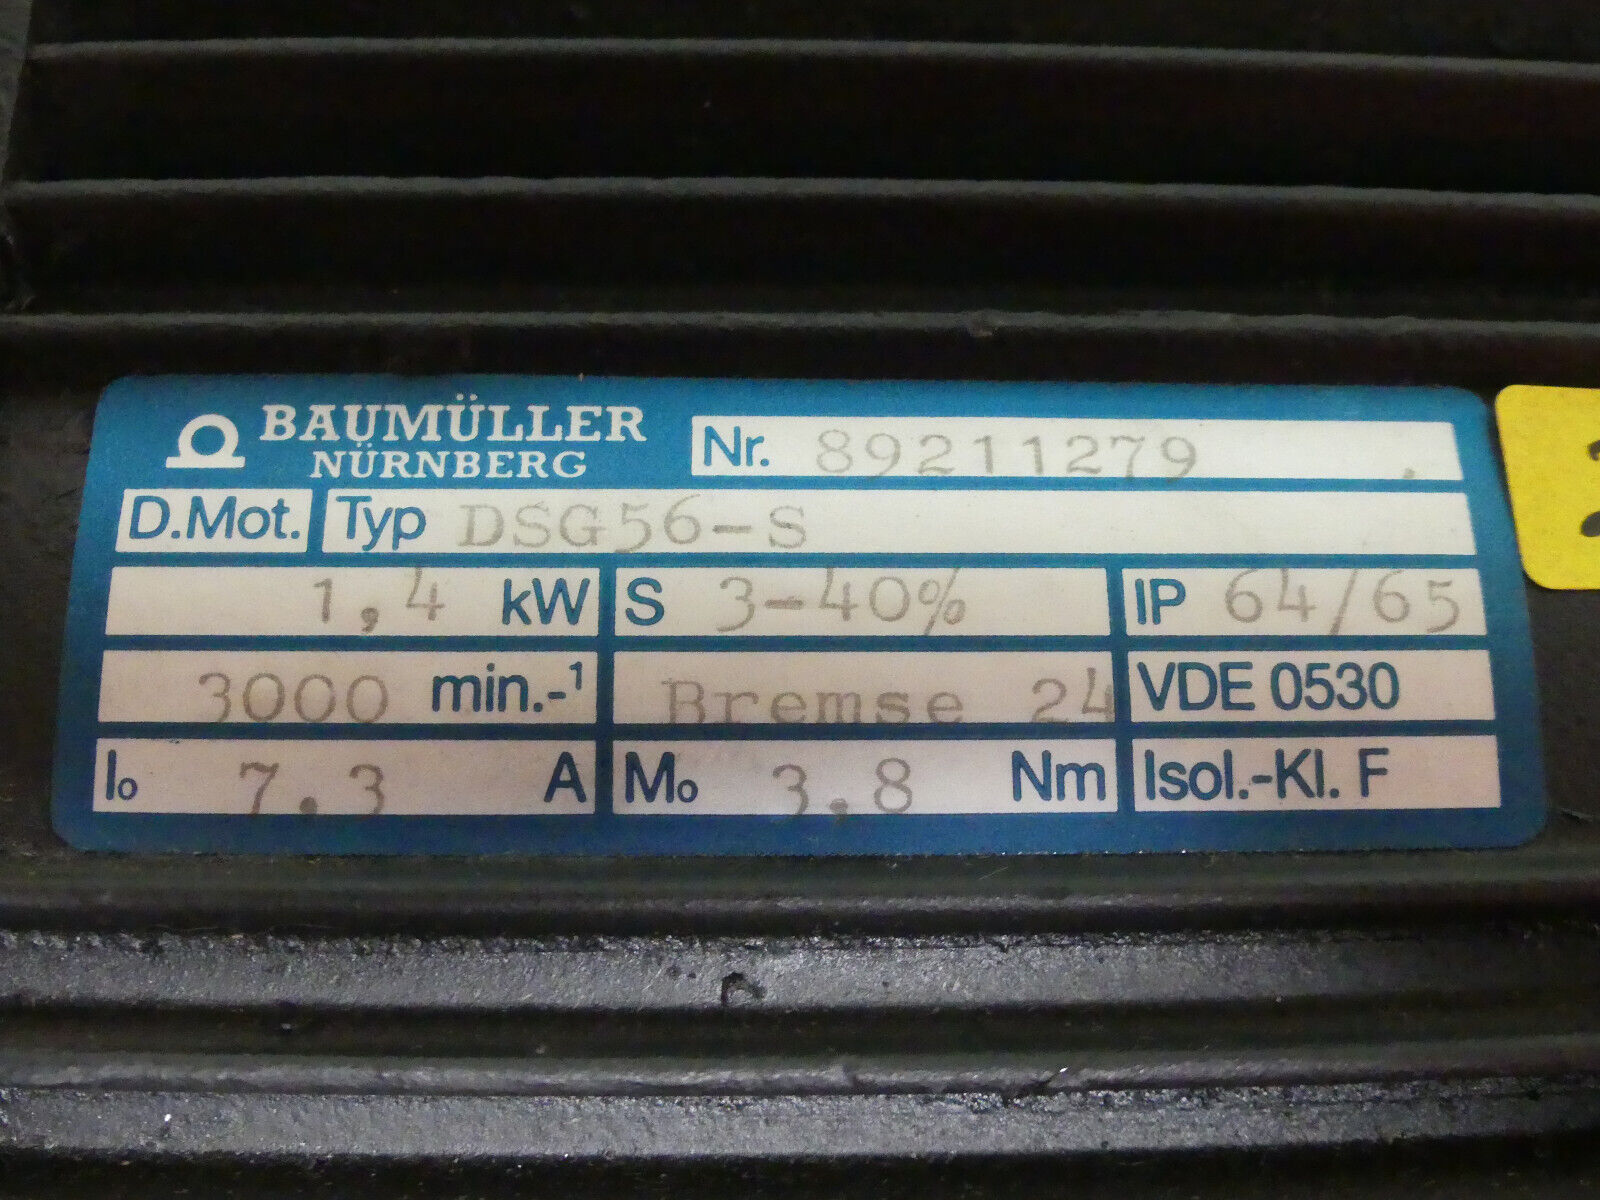 BAUMÜLLER
NÜRNBERG
Nr. 89211279 .
D.Mot. Typ DSG56-S
1,4 kW S 3-40% IP 64/65
3000 min.-¹ Bremse 24 VDE 0530
I₀ 7.3 A M₀ 3.8 Nm Isol.-Kl. F